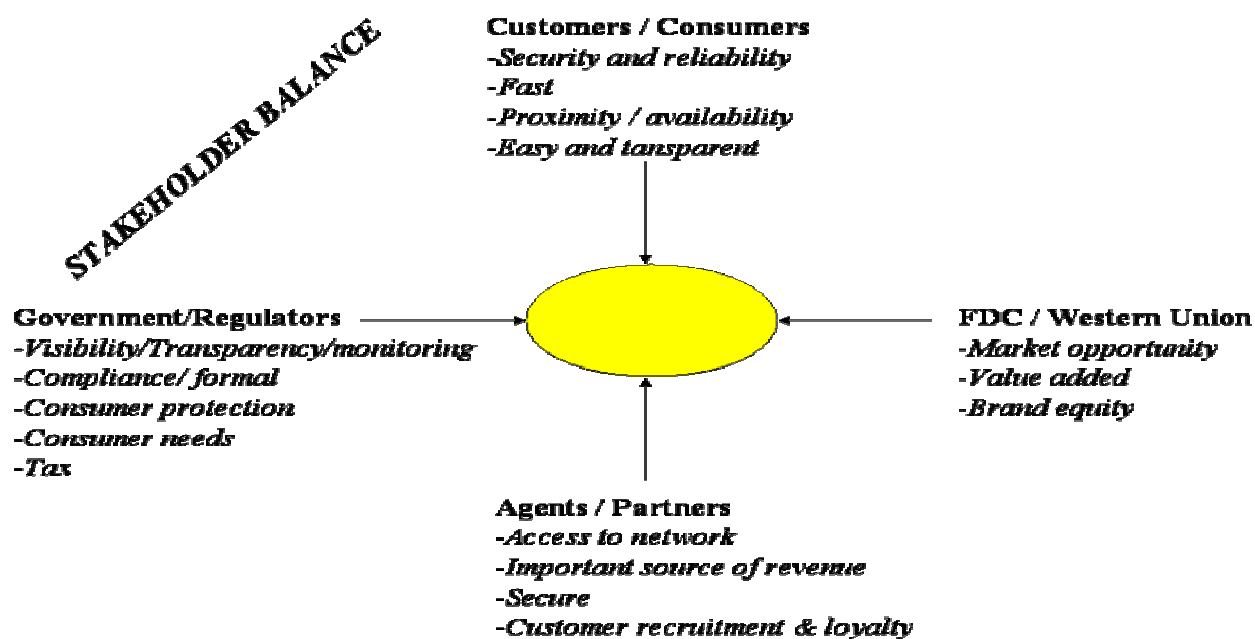 STAKEHOLDER BALANCE
Customers / Consumers
-Security and reliability
-Fast
-Proximity / availability
-Easy and tansparent
Government/Regulators
-Visibility/Transparency/monitoring
-Compliance/ formal
-Consumer protection
-Consumer needs
-Tax
FDC / Western Union
-Market opportunity
-Value added
-Brand equity
Agents / Partners
-Access to network
-Important source of revenue
-Secure
-Customer recruitment & loyalty